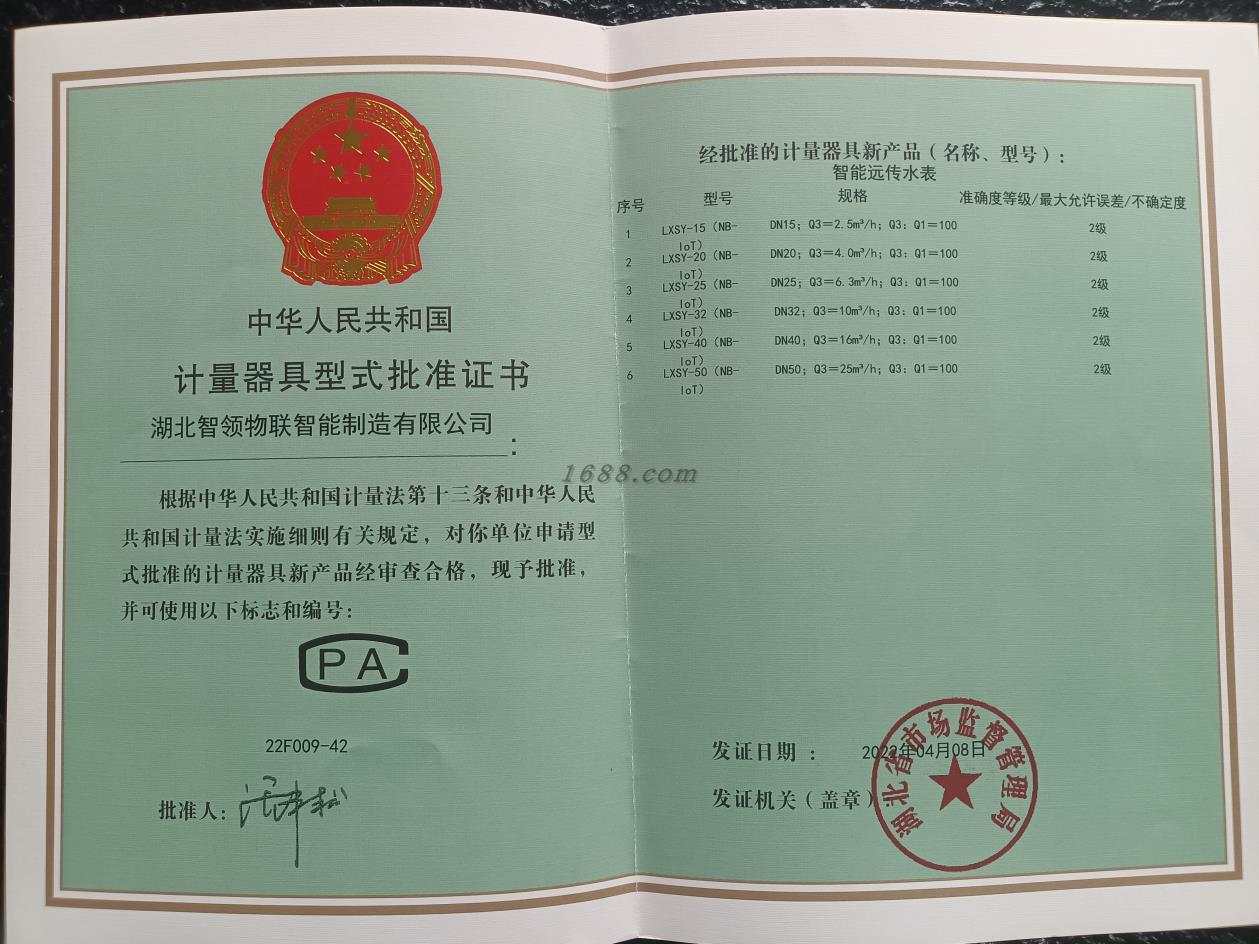 中华人民共和国
计量器具型式批准证书
湖北智领物联智能制造有限公司:
根据中华人民共和国计量法第十三条和中华人民
共和国计量法实施细则有关规定，对你单位申请型
式批准的计量器具新产品经审查合格，现予批准，
并可使用以下标志和编号:
CPA
22F009-42
批准人:
经批准的计量器具新产品（名称、型号）:
智能远传水表
序号 型号 规格 准确度等级/最大允许误差/不确定度
1 LXSY-15（NB-IoT） DN15; Q3=2.5m³/h; Q3: Q1=100 2级
2 LXSY-20（NB-IoT） DN20; Q3=4.0m³/h; Q3: Q1=100 2级
3 LXSY-25（NB-IoT） DN25; Q3=6.3m³/h; Q3: Q1=100 2级
4 LXSY-32（NB-IoT） DN32; Q3=10m³/h; Q3: Q1=100 2级
5 LXSY-40（NB-IoT） DN40; Q3=16m³/h; Q3: Q1=100 2级
6 LXSY-50（NB-IoT） DN50; Q3=25m³/h; Q3: Q1=100 2级
1688.com
发证日期: 2022年04月08日
发证机关（盖章）
湖北省市场监督管理局